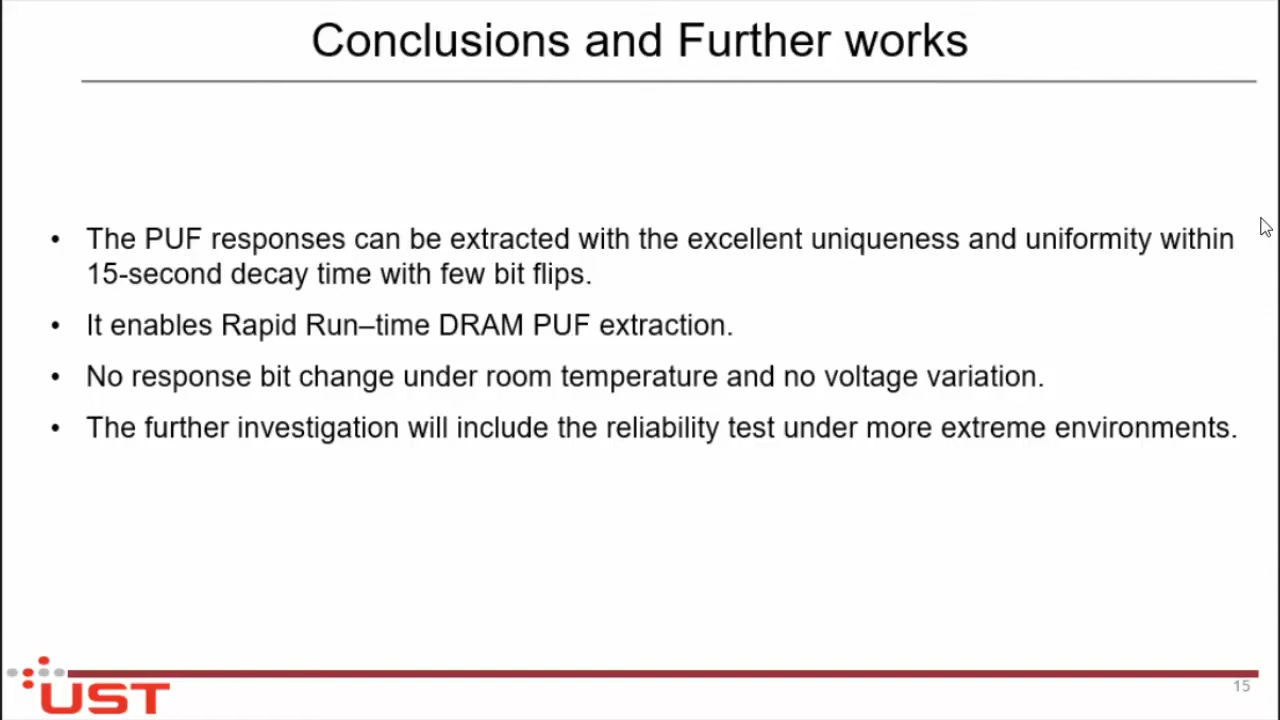 Conclusions and Further works
• The PUF responses can be extracted with the excellent uniqueness and uniformity within
15-second decay time with few bit flips.
• It enables Rapid Run–time DRAM PUF extraction.
• No response bit change under room temperature and no voltage variation.
• The further investigation will include the reliability test under more extreme environments.
UST
15